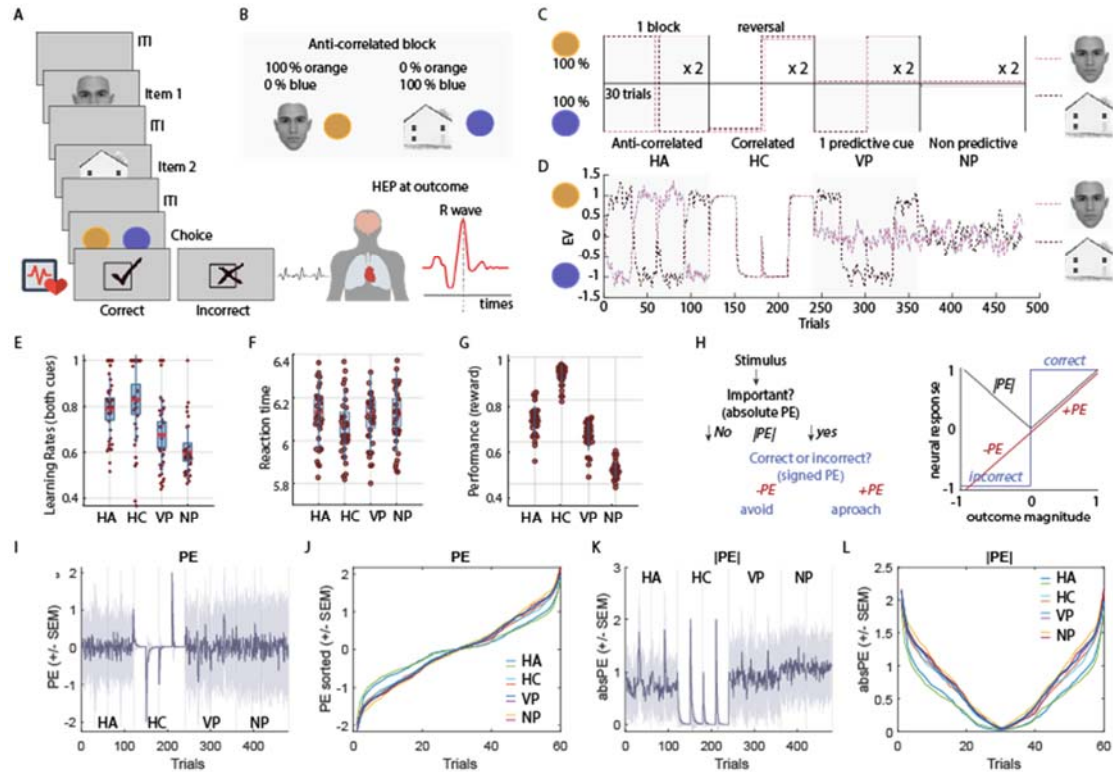 A
ITI
Item 1
ITI
Item 2
ITI
Choice
Correct
Incorrect
B
Anti-correlated block
100 % orange
0 % blue
0 % orange
100 % blue
HEP at outcome
R wave
times
C
1 block
reversal
100 %
100 %
30 trials
x 2
x 2
x 2
x 2
Anti-correlated
HA
Correlated
HC
1 predictive cue
VP
Non predictive
NP
D
EV
1.5
1
0.5
0
-0.5
-1
-1.5
0 50 100 150 200 250 300 350 400 450 500
Trials
E
Learning Rates (both cues)
1
0.8
0.6
0.4
HA HC VP NP
F
Reaction time
6.4
6.2
6
5.8
HA HC VP NP
G
Performance (reward)
1
0.8
0.6
0.4
HA HC VP NP
H
Stimulus
Important?
(absolute PE)
No |PE| yes
Correct or incorrect?
(signed PE)
-PE +PE
avoid aproach
neural response
1
0
-1
correct
|PE|
+PE
-PE
incorrect
-1 0 1
outcome magnitude
I
PE
PE (+/- SEM)
2
1
0
-1
-2
HA HC VP NP
0 100 200 300 400
Trials
J
PE
PE sorted (+/- SEM)
2
1
0
-1
-2
HA
HC
VP
NP
0 20 40 60
Trials
K
|PE|
absPE (+/- SEM)
3
2
1
0
HA HC VP NP
0 100 200 300 400
Trials
L
|PE|
absPE (+/- SEM)
2.5
2
1.5
1
0.5
0
HA
HC
VP
NP
0 20 40 60
Trials